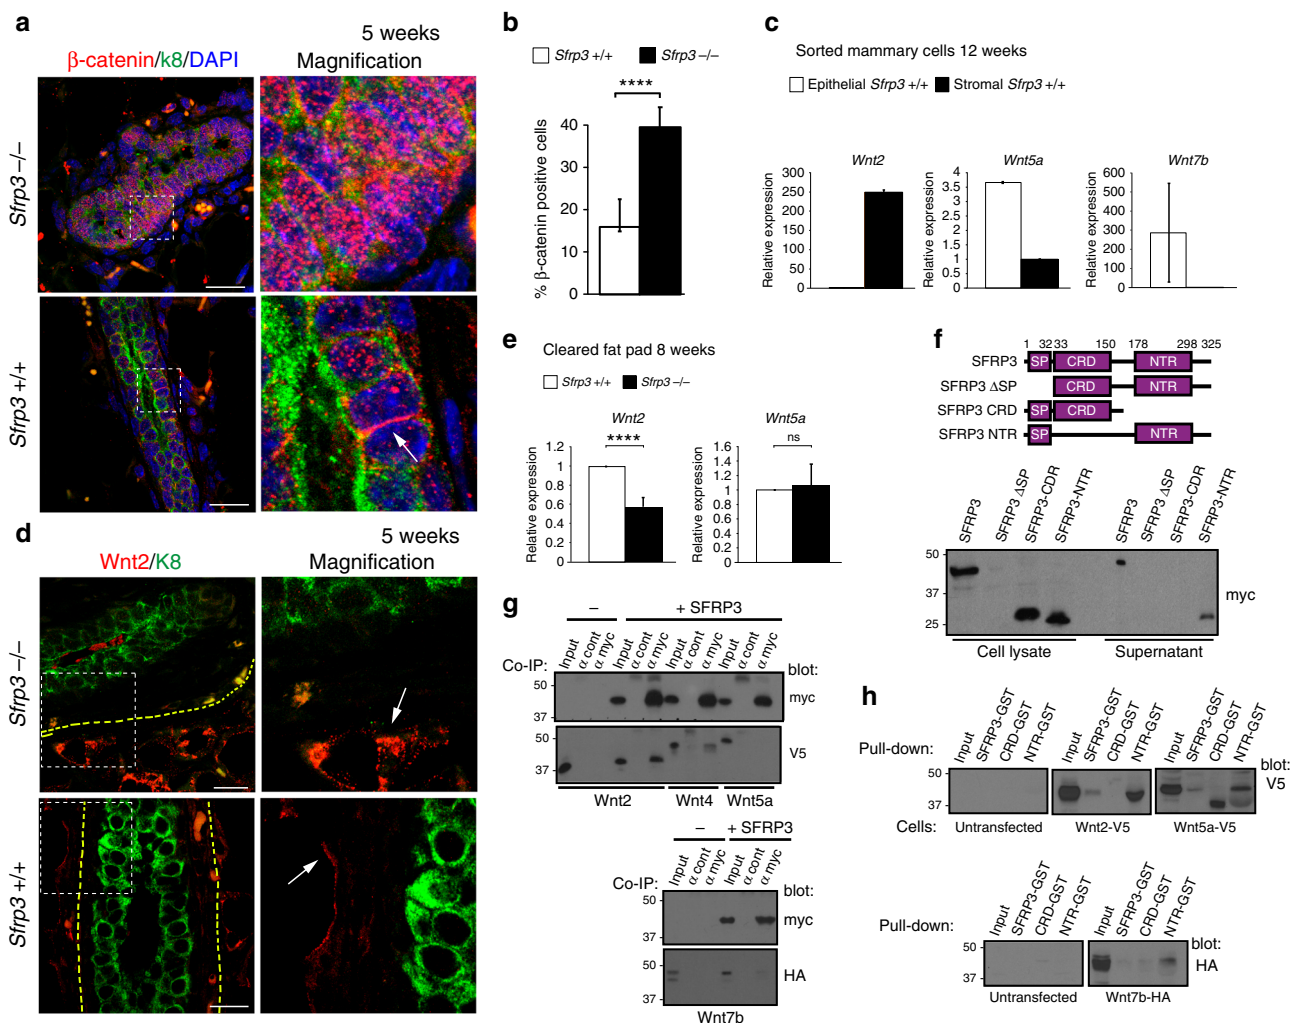 a
5 weeks
β-catenin/k8/DAPI
Magnification
Sfrp3 −/−
Sfrp3 +/+
b
Sfrp3 +/+
Sfrp3 −/−
****
% β-catenin positive cells
40
30
20
10
0
c
Sorted mammary cells 12 weeks
Epithelial Sfrp3 +/+
Stromal Sfrp3 +/+
Wnt2
Relative expression
300
250
200
150
100
50
0
Wnt5a
Relative expression
4
3.5
3
2.5
2
1.5
1
0.5
0
Wnt7b
Relative expression
600
500
400
300
200
100
0
d
5 weeks
Wnt2/K8
Magnification
Sfrp3 −/−
Sfrp3 +/+
e
Cleared fat pad 8 weeks
Sfrp3 +/+
Sfrp3 −/−
Wnt2
****
Relative expression
1.2
1
0.8
0.6
0.4
0.2
0
Wnt5a
ns
Relative expression
1.6
1.4
1.2
1
0.8
0.6
0.4
0.2
0
f
1 32 33 150 178 298 325
SFRP3 SP CRD NTR
SFRP3 ΔSP CRD NTR
SFRP3 CRD SP CRD
SFRP3 NTR SP NTR
SFRP3 SFRP3 ΔSP SFRP3-CDR SFRP3-NTR SFRP3 SFRP3 ΔSP SFRP3-CDR SFRP3-NTR
50
37
25
myc
Cell lysate Supernatant
g
− + SFRP3
Co-IP: Input α cont α myc Input α cont α myc Input α cont α myc Input α cont α myc blot:
50
37
myc
50
37
V5
Wnt2 Wnt4 Wnt5a
− + SFRP3
Co-IP: Input α cont α myc Input α cont α myc blot:
50
37
myc
50
37
HA
Wnt7b
h
Pull-down: Input SFRP3-GST CRD-GST NTR-GST Input SFRP3-GST CRD-GST NTR-GST Input SFRP3-GST CRD-GST NTR-GST blot:
50
37
V5
Cells: Untransfected Wnt2-V5 Wnt5a-V5
Pull-down: Input SFRP3-GST CRD-GST NTR-GST Input SFRP3-GST CRD-GST NTR-GST blot:
50
37
HA
Untransfected Wnt7b-HA